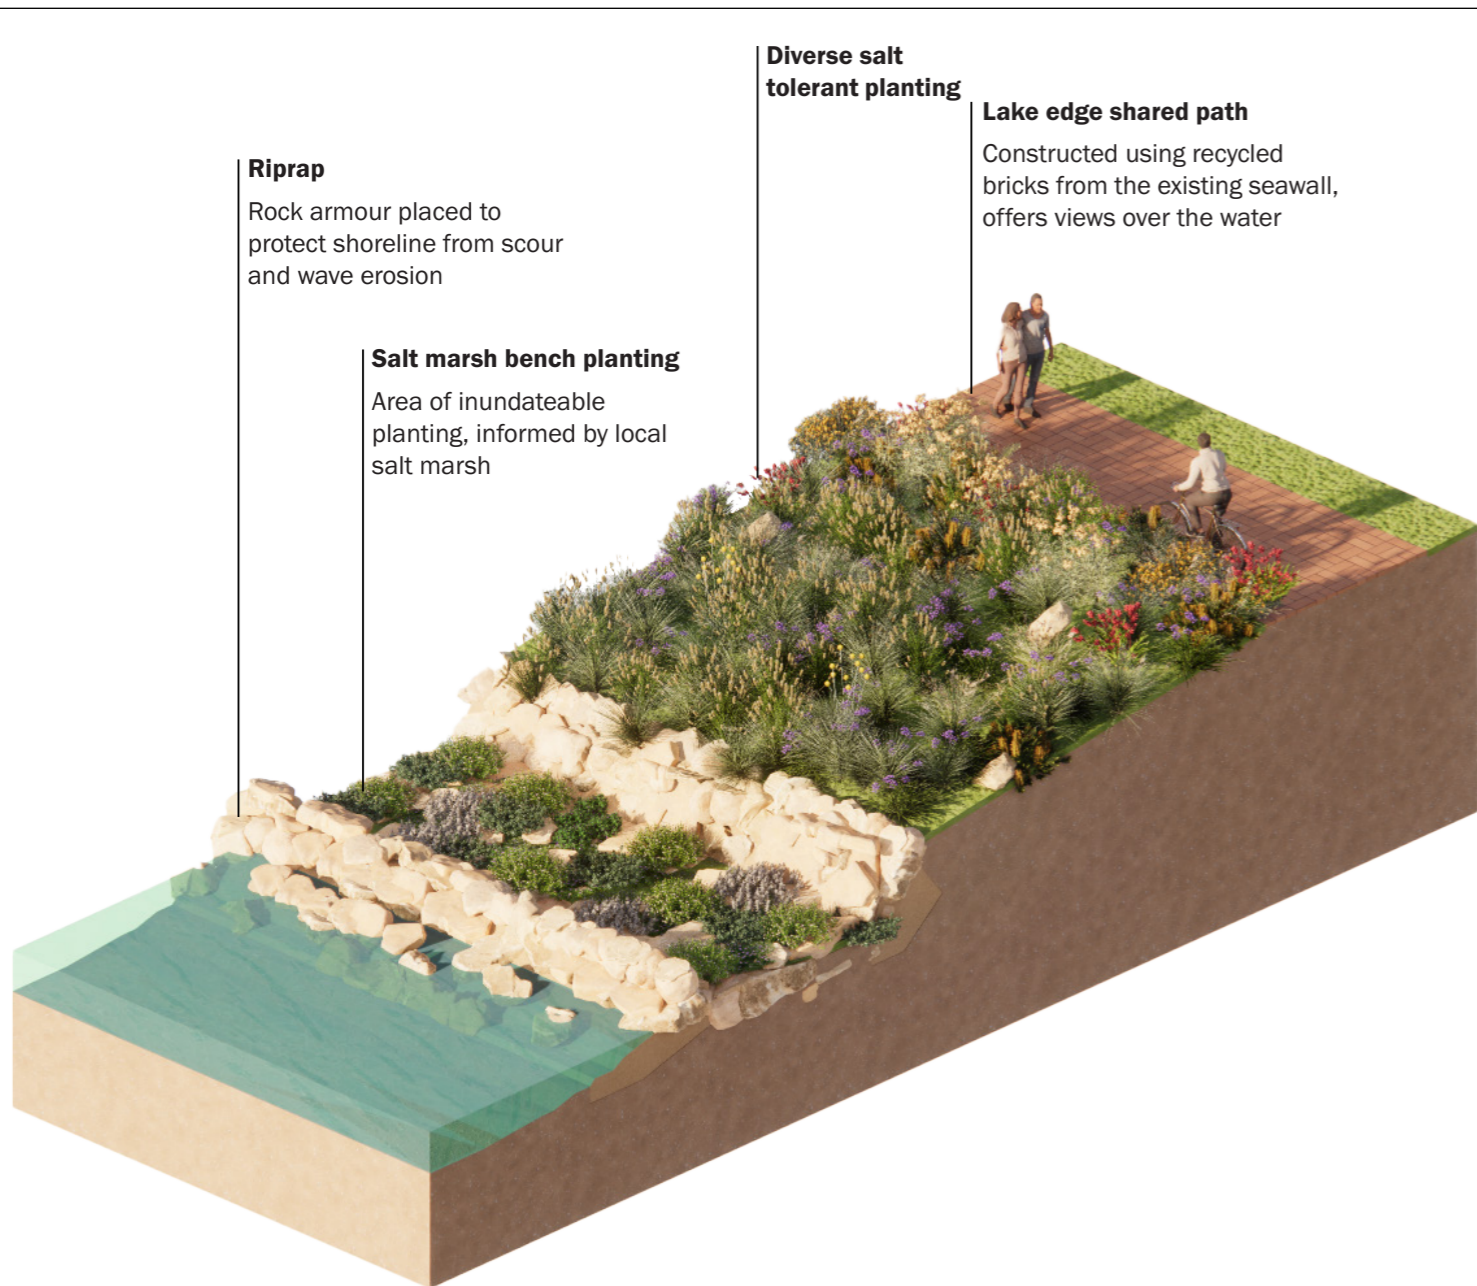 Diverse salt
tolerant planting
Lake edge shared path
Constructed using recycled
bricks from the existing seawall,
offers views over the water
Riprap
Rock armour placed to
protect shoreline from scour
and wave erosion
Salt marsh bench planting
Area of inundateable
planting, informed by local
salt marsh